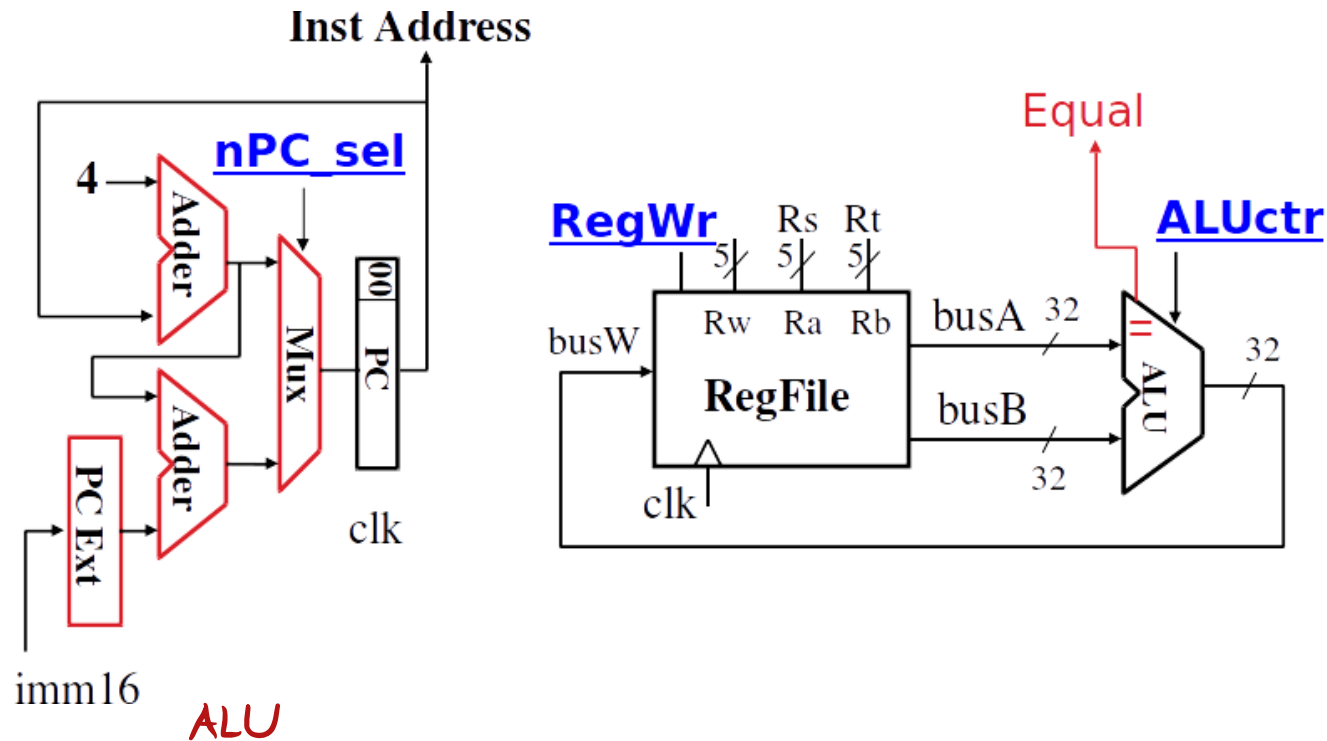 Inst Address
nPC_sel
4
Adder
Mux
00
PC
Adder
PC Ext
clk
imm16
ALU
Equal
RegWr
Rs
Rt
ALUctr
5
5
5
Rw
Ra
Rb
busW
busA
32
=
32
RegFile
ALU
busB
32
clk